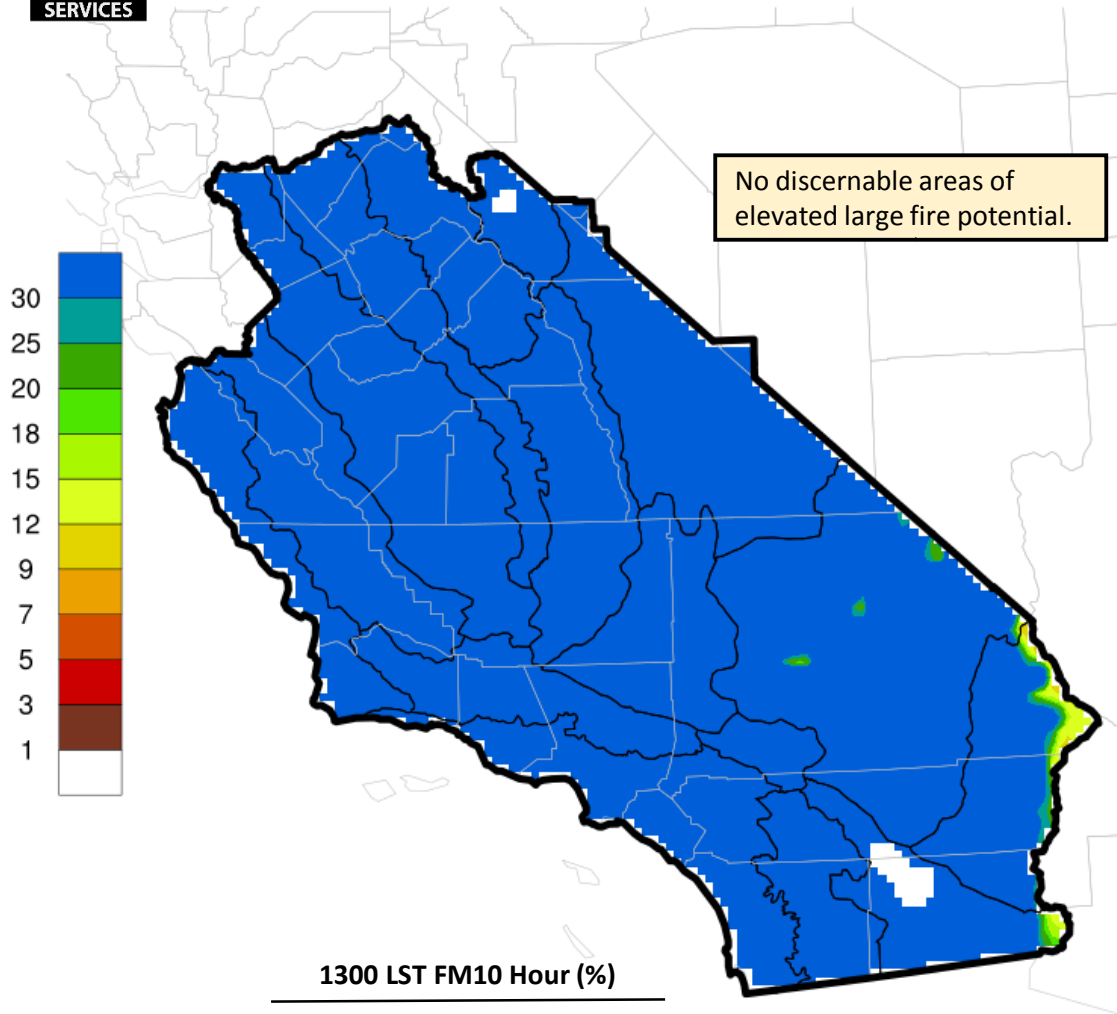 SERVICES
No discernable areas of
elevated large fire potential.
30
25
20
18
15
12
9
7
5
3
1
1300 LST FM10 Hour (%)